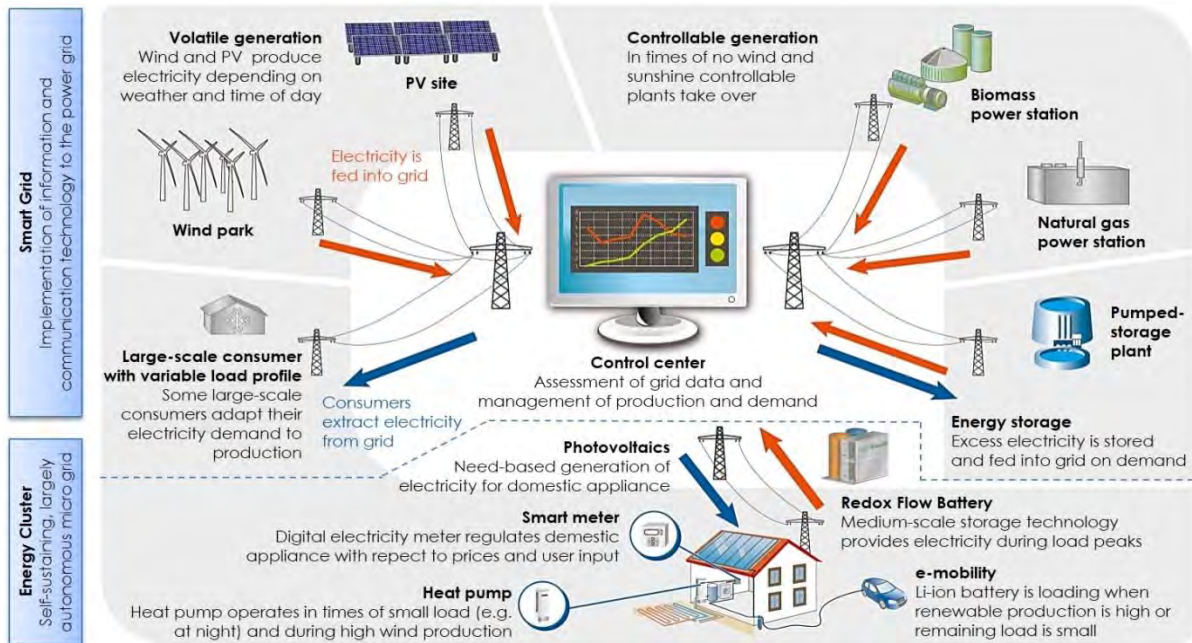 Smart Grid
Implementation of information and
communication technology to the power grid
Volatile generation
Wind and PV produce
electricity depending on
weather and time of day
PV site
Wind park
Electricity is
fed into grid
Controllable generation
In times of no wind and
sunshine controllable
plants take over
Biomass
power station
Natural gas
power station
Large-scale consumer
with variable load profile
Some large-scale
consumers adapt their
electricity demand to
production
Consumers
extract electricity
from grid
Control center
Assessment of grid data and
management of production and demand
Pumped-
storage
plant
Energy storage
Excess electricity is stored
and fed into grid on demand
Energy Cluster
Self-sustaining, largely
autonomous micro grid
Photovoltaics
Need-based generation of
electricity for domestic appliance
Smart meter
Digital electricity meter regulates demestic
appliance with repect to prices and user input
Heat pump
Heat pump operates in times of small load (e.g.
at night) and during high wind production
Redox Flow Battery
Medium-scale storage technology
provides electricity during load peaks
e-mobility
Li-ion battery is loading when
renewable production is high or
remaining load is small